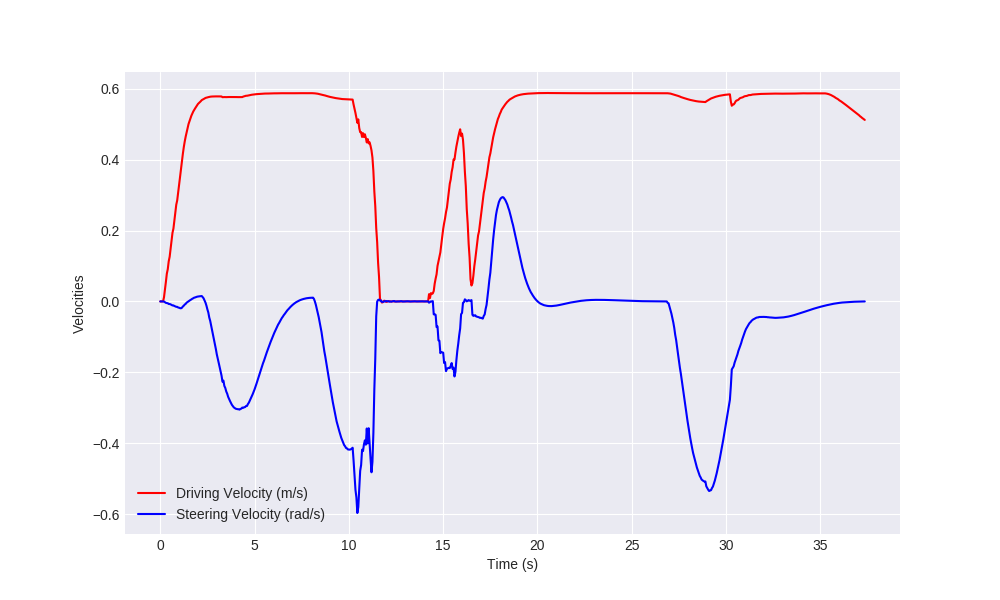 0.6
0.4
0.2
0.0
−0.2
−0.4
−0.6
Velocities
Driving Velocity (m/s)
Steering Velocity (rad/s)
0 5 10 15 20 25 30 35
Time (s)